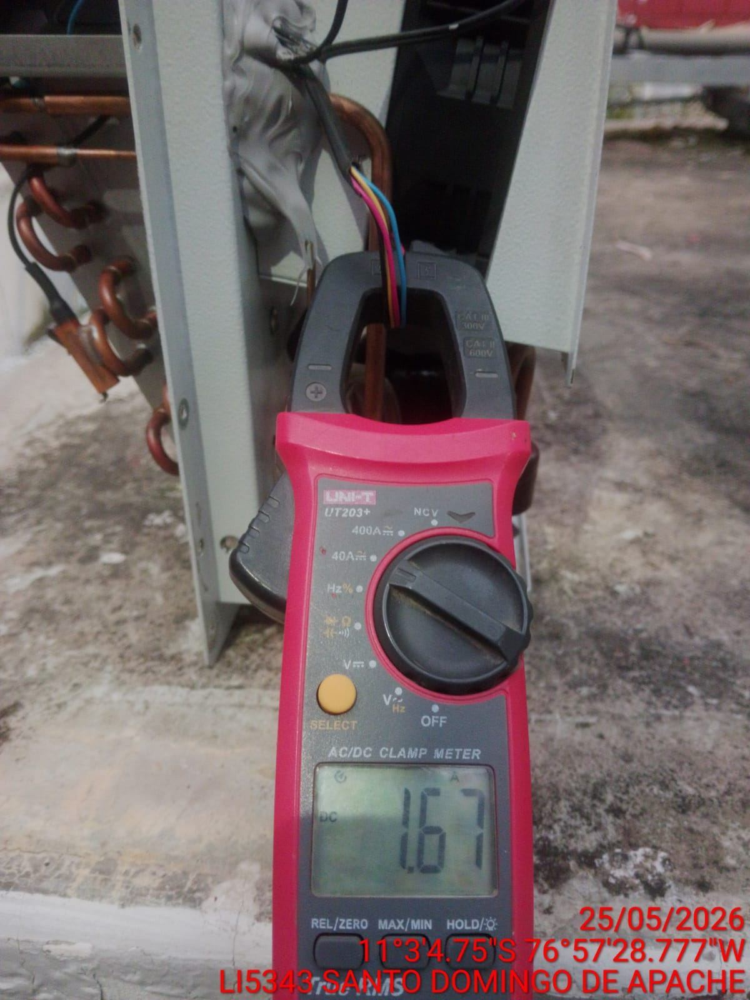 CAT III
300V
CAT II
600V
UNI-T
UT203+
NCV
400A
40A
Hz%
Ω
V
V
Hz
OFF
SELECT
AC/DC CLAMP METER
A
DC
1.67
REL/ZERO MAX/MIN HOLD/
True RMS
25/05/2026
11°3'4.75"S 76°57'28.777"W
LI5343 SANTO DOMINGO DE APACHE